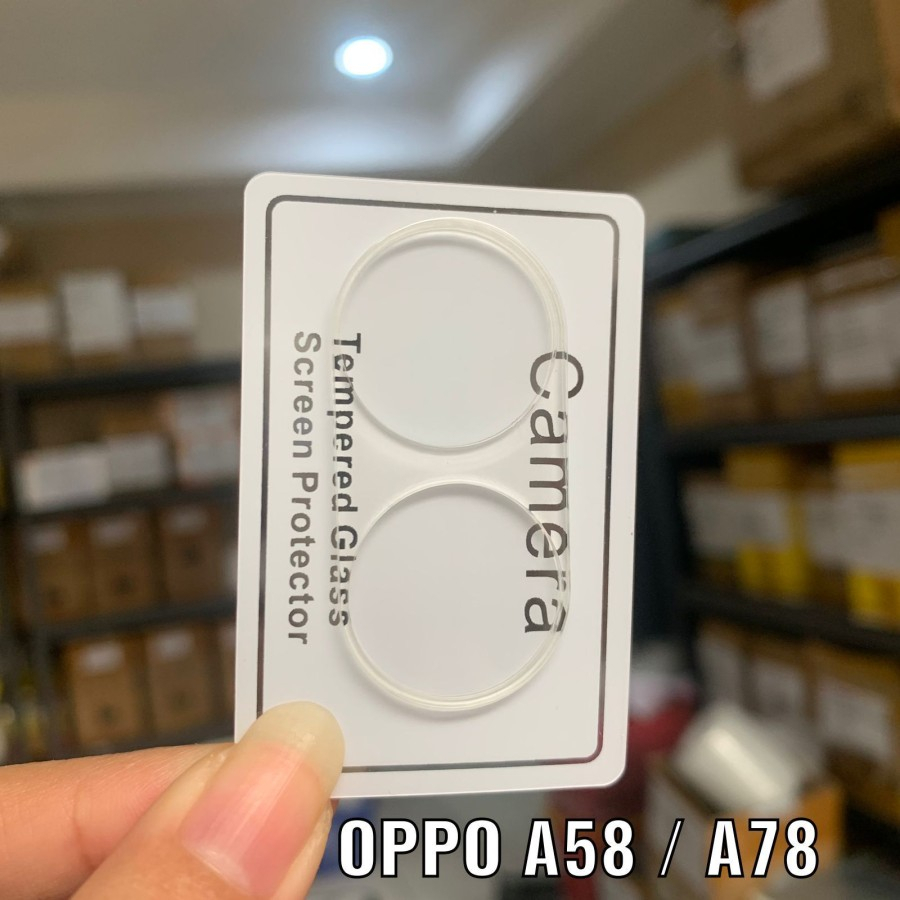 Camera
Tempered Glass
Screen Protector
OPPO A58 / A78